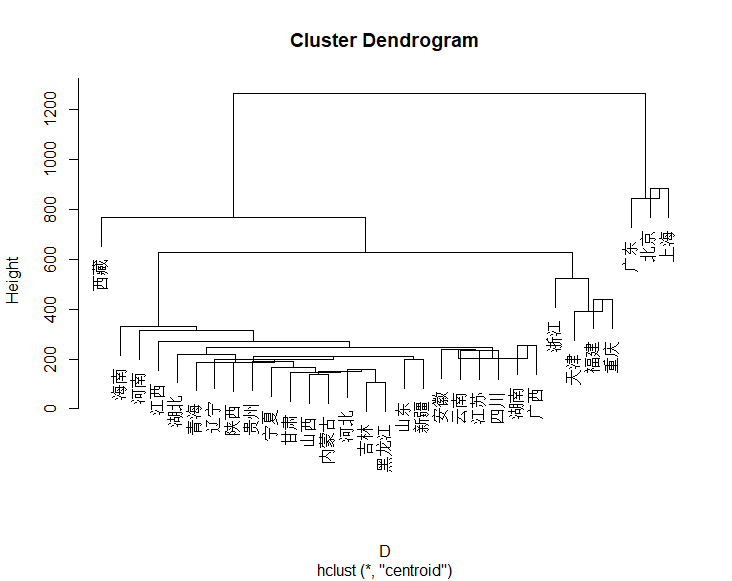 Cluster Dendrogram
Height
0
200
400
600
800
1000
1200
西藏
海南
河南
江西
湖北
青海
辽宁
陕西
贵州
宁夏
甘肃
山西
内蒙古
河北
吉林
黑龙江
山东
新疆
安徽
云南
江苏
四川
湖南
广西
浙江
天津
福建
重庆
广东
北京
上海
D
hclust (*, "centroid")